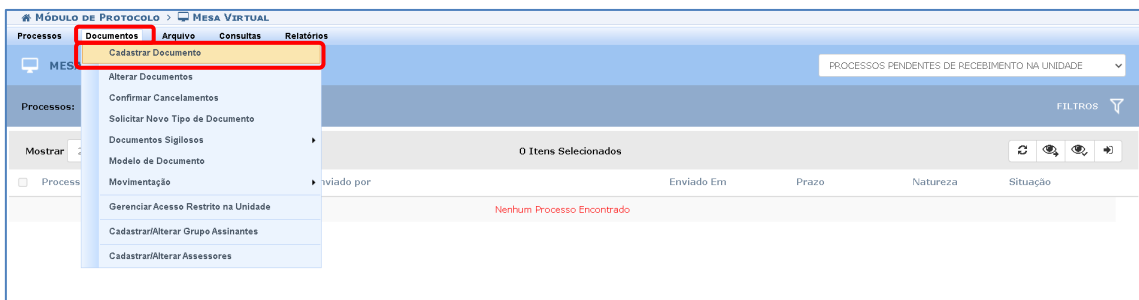 MÓDULO DE PROTOCOLO > MESA VIRTUAL
Processos Documentos Arquivo Consultas Relatórios
Cadastrar Documento
MESA PROCESSOS PENDENTES DE RECEBIMENTO NA UNIDADE
Alterar Documentos
Confirmar Cancelamentos
Processos: FILTROS
Solicitar Novo Tipo de Documento
Documentos Sigilosos
Mostrar 0 Itens Selecionados
Modelo de Documento
Process Movimentação nviado por Enviado Em Prazo Natureza Situação
Gerenciar Acesso Restrito na Unidade
Nenhum Processo Encontrado
Cadastrar/Alterar Grupo Assinantes
Cadastrar/Alterar Assessores